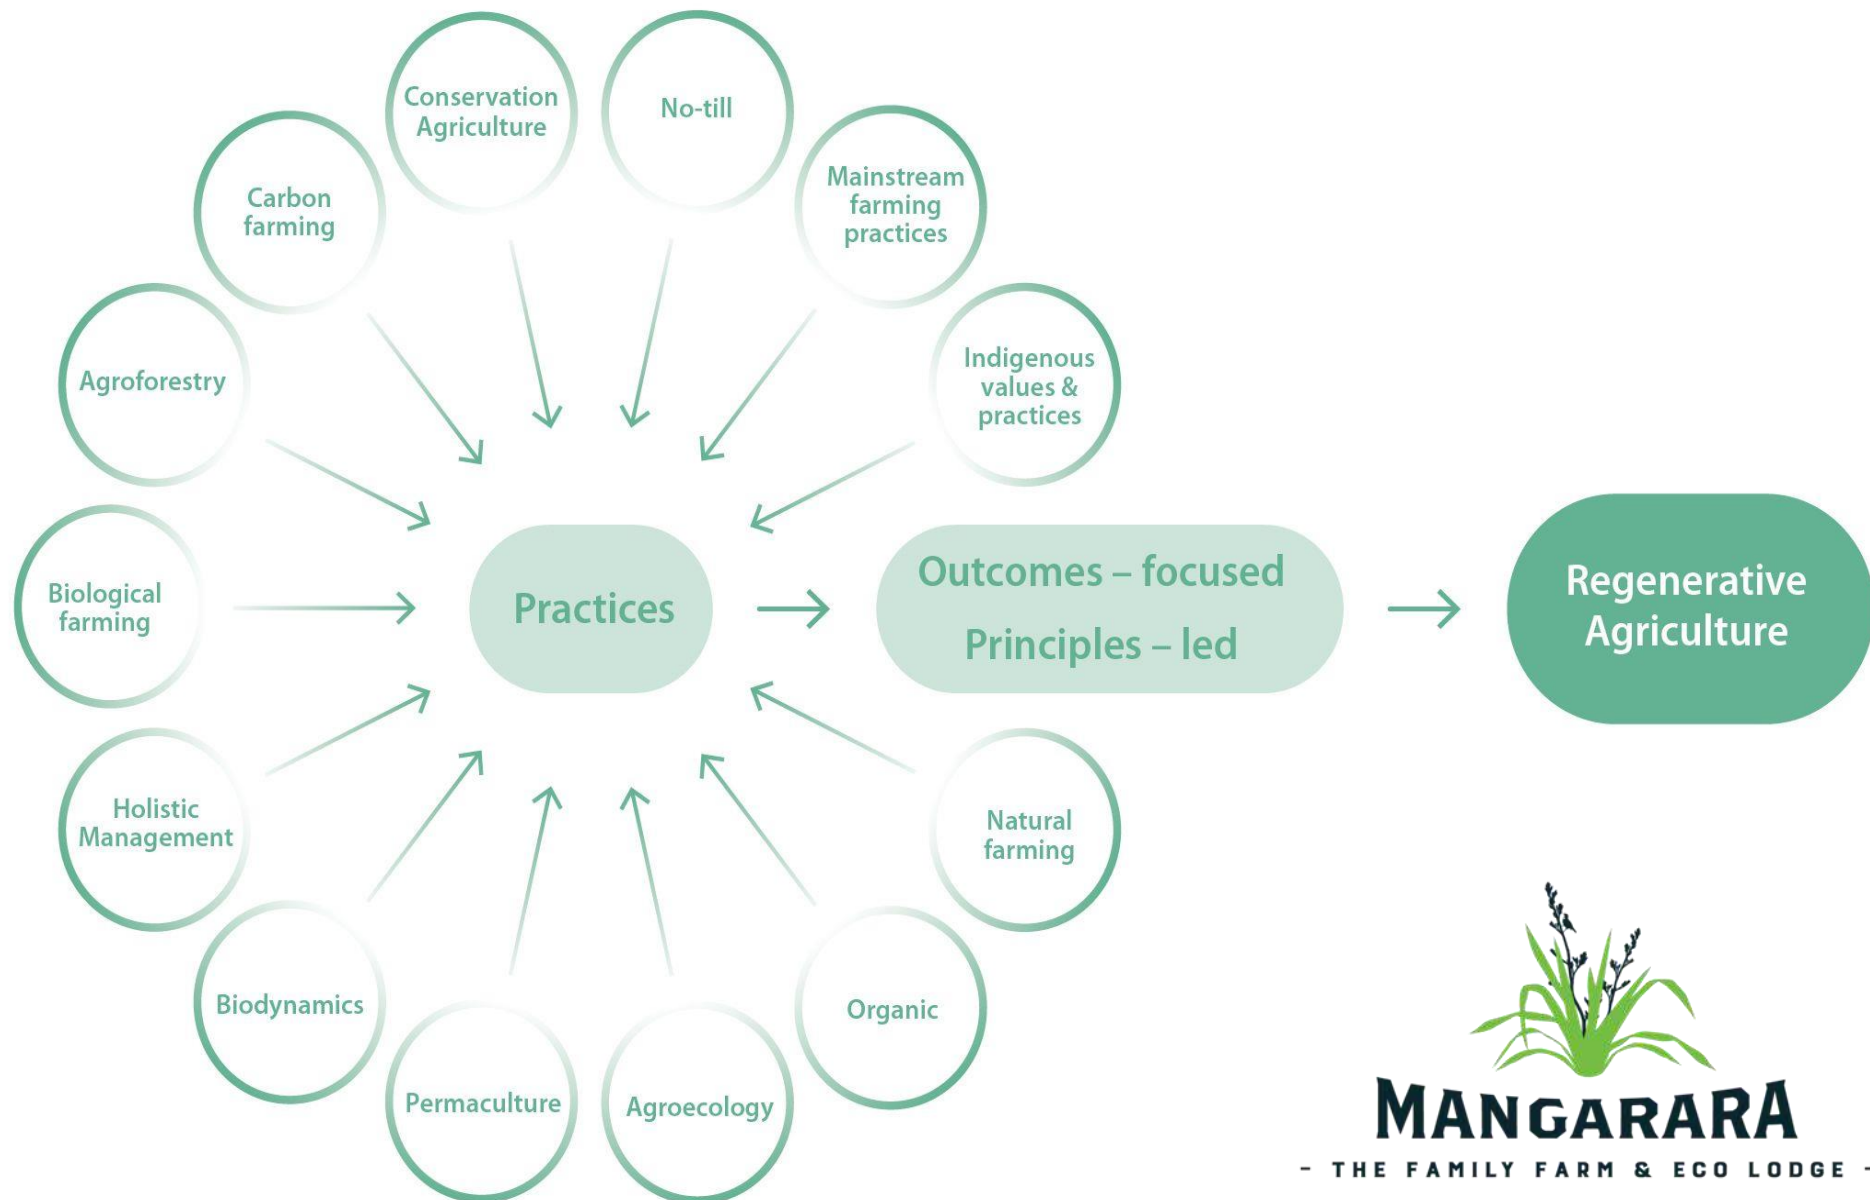 Conservation
Agriculture
No-till
Carbon
farming
Mainstream
farming
practices
Agroforestry
Indigenous
values &
practices
Biological
farming
Practices
Outcomes – focused
Principles – led
Regenerative
Agriculture
Holistic
Management
Natural
farming
Biodynamics
Organic
Permaculture
Agroecology
MANGARARA
- THE FAMILY FARM & ECO LODGE -